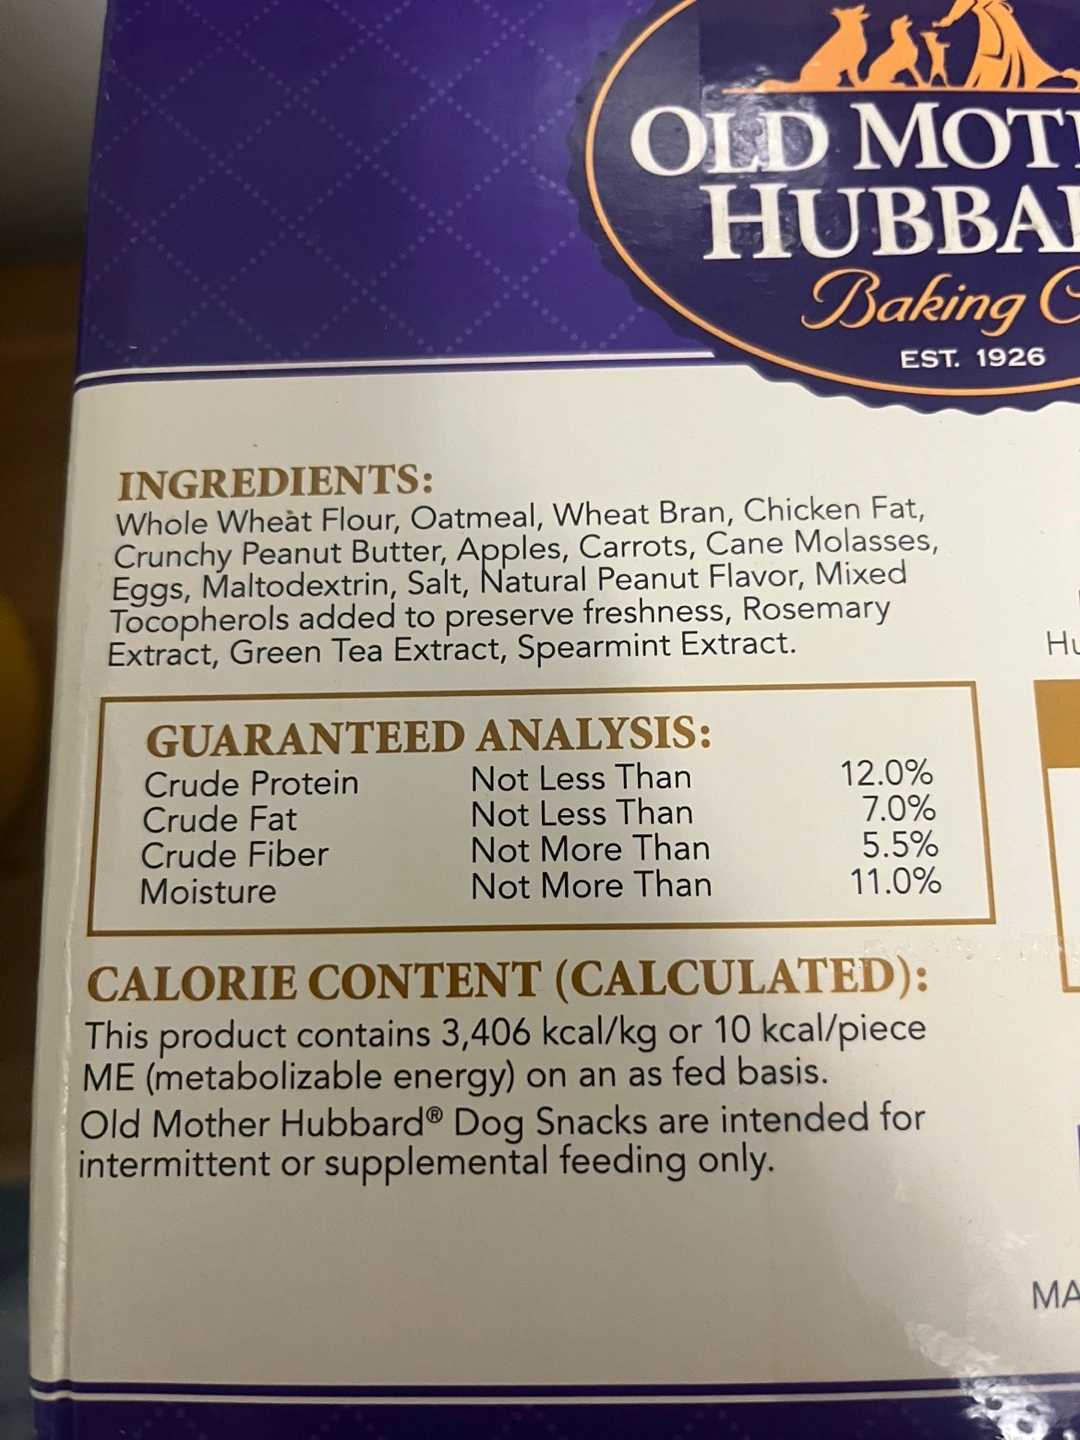 OLD MOT
HUBBA
Baking
EST. 1926
INGREDIENTS:
Whole Wheat Flour, Oatmeal, Wheat Bran, Chicken Fat,
Crunchy Peanut Butter, Apples, Carrots, Cane Molasses,
Eggs, Maltodextrin, Salt, Natural Peanut Flavor, Mixed
Tocopherols added to preserve freshness, Rosemary
Extract, Green Tea Extract, Spearmint Extract.
GUARANTEED ANALYSIS:
Crude Protein Not Less Than 12.0%
Crude Fat Not Less Than 7.0%
Crude Fiber Not More Than 5.5%
Moisture Not More Than 11.0%
CALORIE CONTENT (CALCULATED):
This product contains 3,406 kcal/kg or 10 kcal/piece
ME (metabolizable energy) on an as fed basis.
Old Mother Hubbard® Dog Snacks are intended for
intermittent or supplemental feeding only.
MA